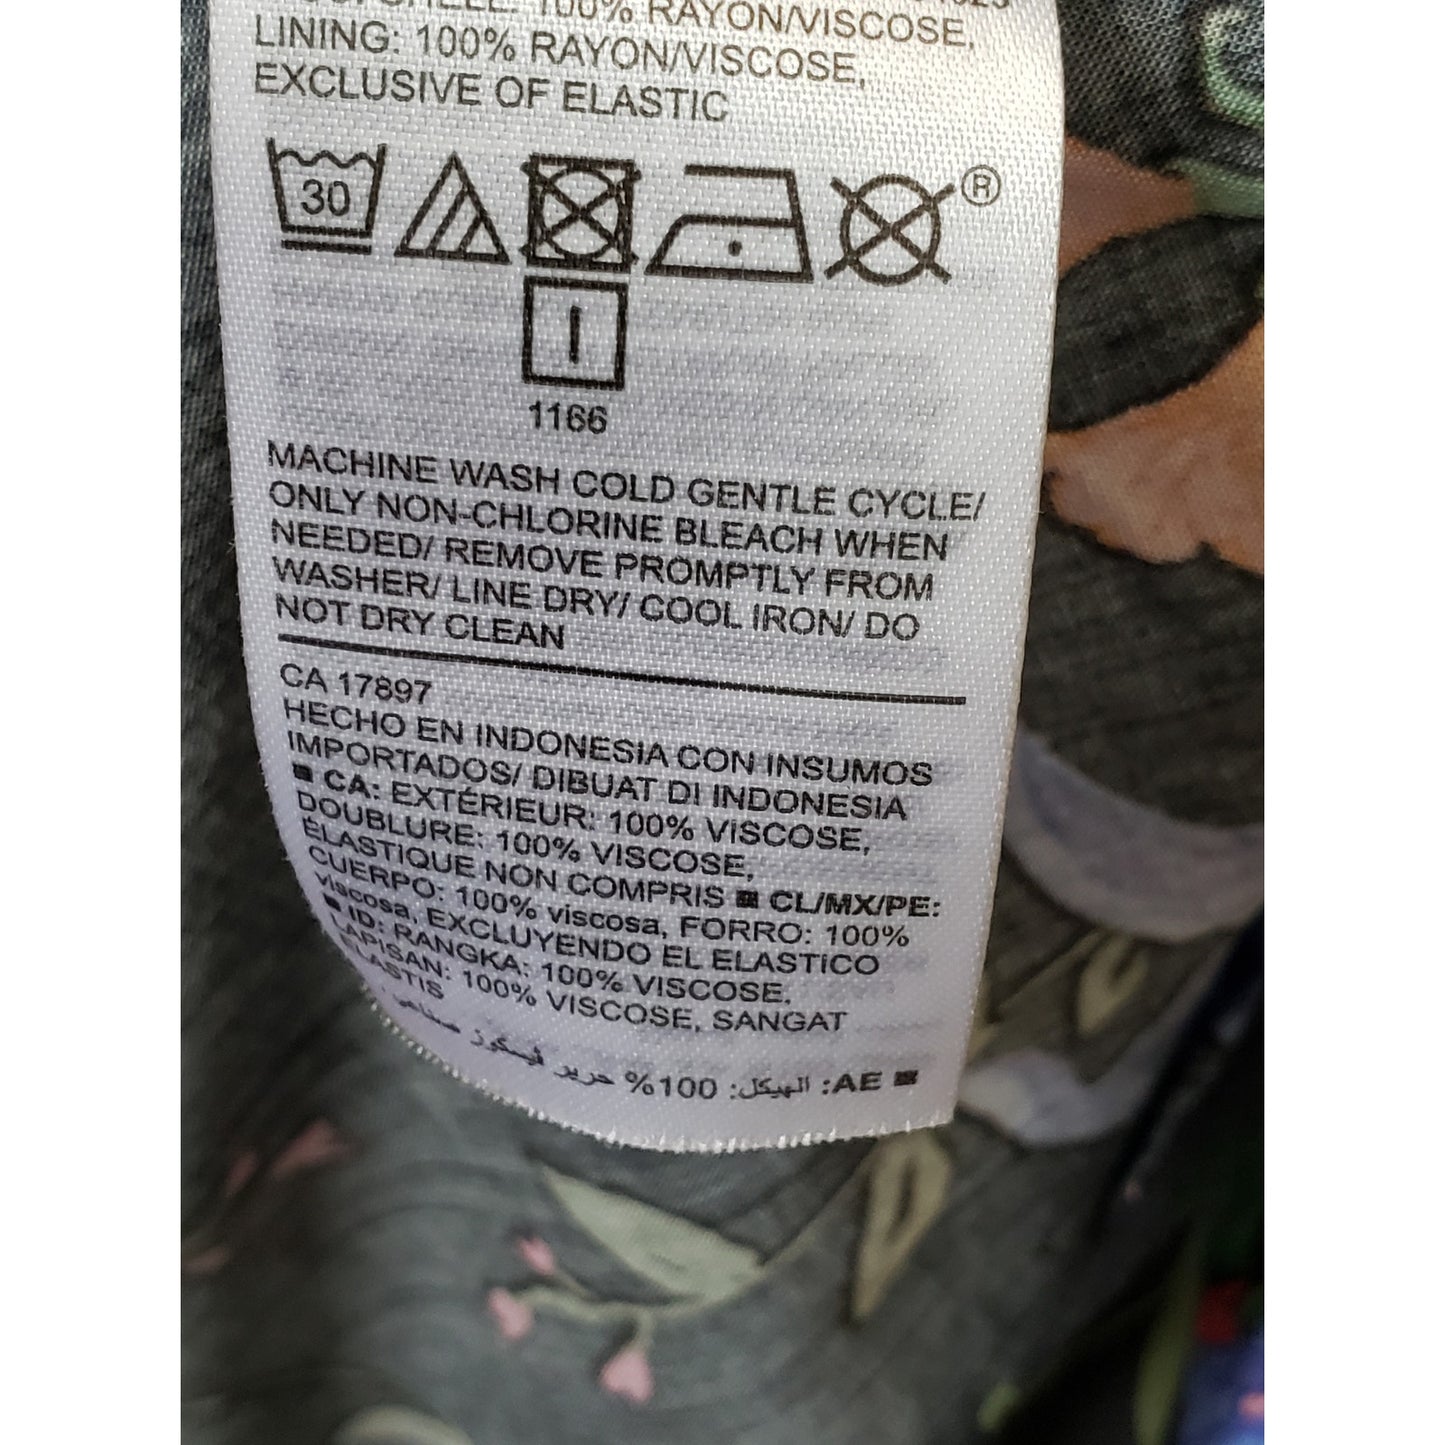 100% RAYON/VISCOSE,
LINING: 100% RAYON/VISCOSE,
EXCLUSIVE OF ELASTIC
30
®
1166
MACHINE WASH COLD GENTLE CYCLE/
ONLY NON-CHLORINE BLEACH WHEN
NEEDED/ REMOVE PROMPTLY FROM
WASHER/ LINE DRY/ COOL IRON/ DO
NOT DRY CLEAN
CA 17897
HECHO EN INDONESIA CON INSUMOS
IMPORTADOS/ DIBUAT DI INDONESIA
■ CA: EXTÉRIEUR: 100% VISCOSE,
DOUBLURE: 100% VISCOSE,
ÉLASTIQUE NON COMPRIS ■ CL/MX/PE:
CUERPO: 100% viscosa, FORRO: 100%
viscosa, EXCLUYENDO EL ELASTICO
■ ID: RANGKA: 100% VISCOSE,
LAPISAN: 100% VISCOSE, SANGAT
ELASTIS
■ AE: الهيكل: 100% حرير فيسكوز